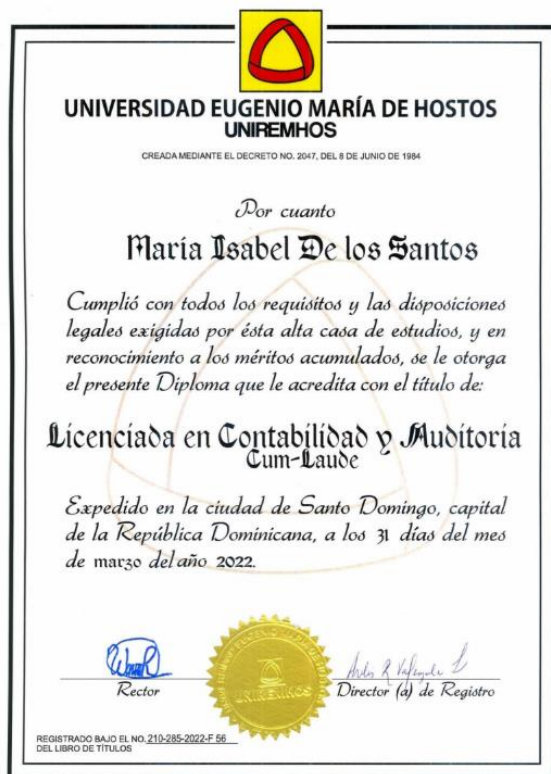 UNIVERSIDAD EUGENIO MARÍA DE HOSTOS
UNIREMHOS
CREADA MEDIANTE EL DECRETO NO. 2047, DEL 8 DE JUNIO DE 1984
Por cuanto
María Isabel De los Santos
Cumplió con todos los requisitos y las disposiciones
legales exigidas por ésta alta casa de estudios, y en
reconocimiento a los méritos acumulados, se le otorga
el presente Diploma que le acredita con el título de:
Licenciada en Contabilidad y Auditoría
Cum-Laude
Expedido en la ciudad de Santo Domingo, capital
de la República Dominicana, a los 31 días del mes
de marzo del año 2022.
UNIREMHOS
Rector
Director (a) de Registro
REGISTRADO BAJO EL NO. 210-285-2022-F 56
DEL LIBRO DE TÍTULOS